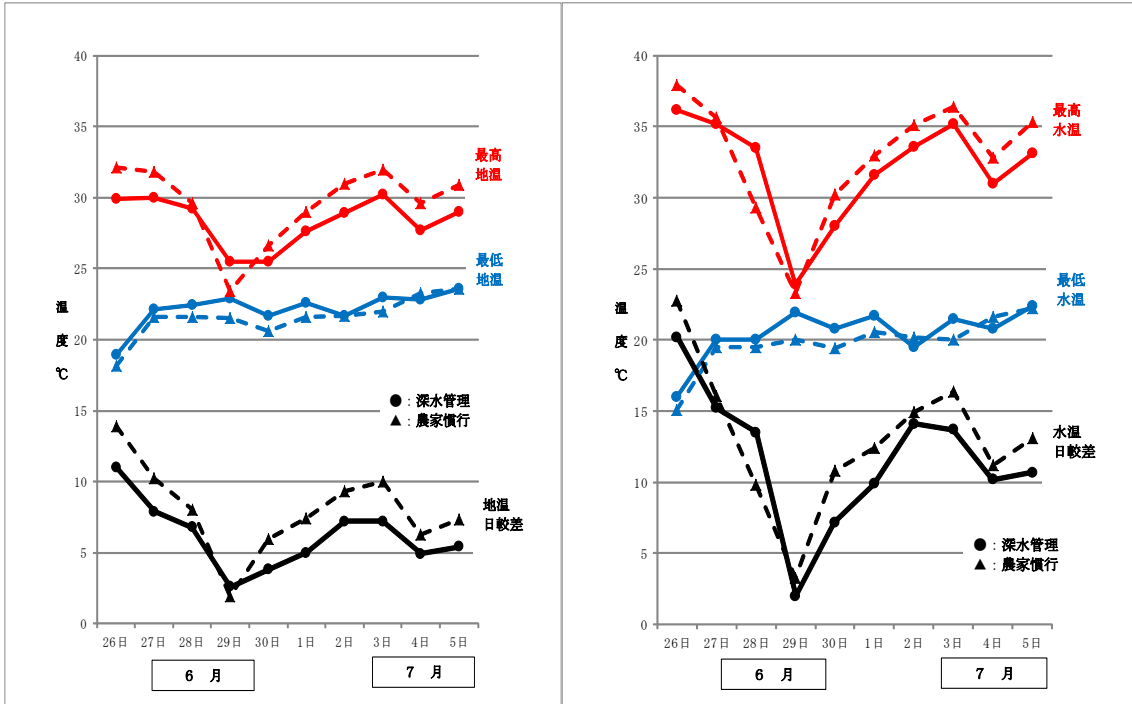 40
35
30
25
20
15
10
5
0
温
度
℃
最高
地温
最低
地温
●：深水管理
▲：農家慣行
地温
日較差
26日 27日 28日 29日 30日 1日 2日 3日 4日 5日
6 月
7 月
40
35
30
25
20
15
10
5
0
温
度
℃
最高
水温
最低
水温
水温
日較差
●：深水管理
▲：農家慣行
26日 27日 28日 29日 30日 1日 2日 3日 4日 5日
6 月
7 月